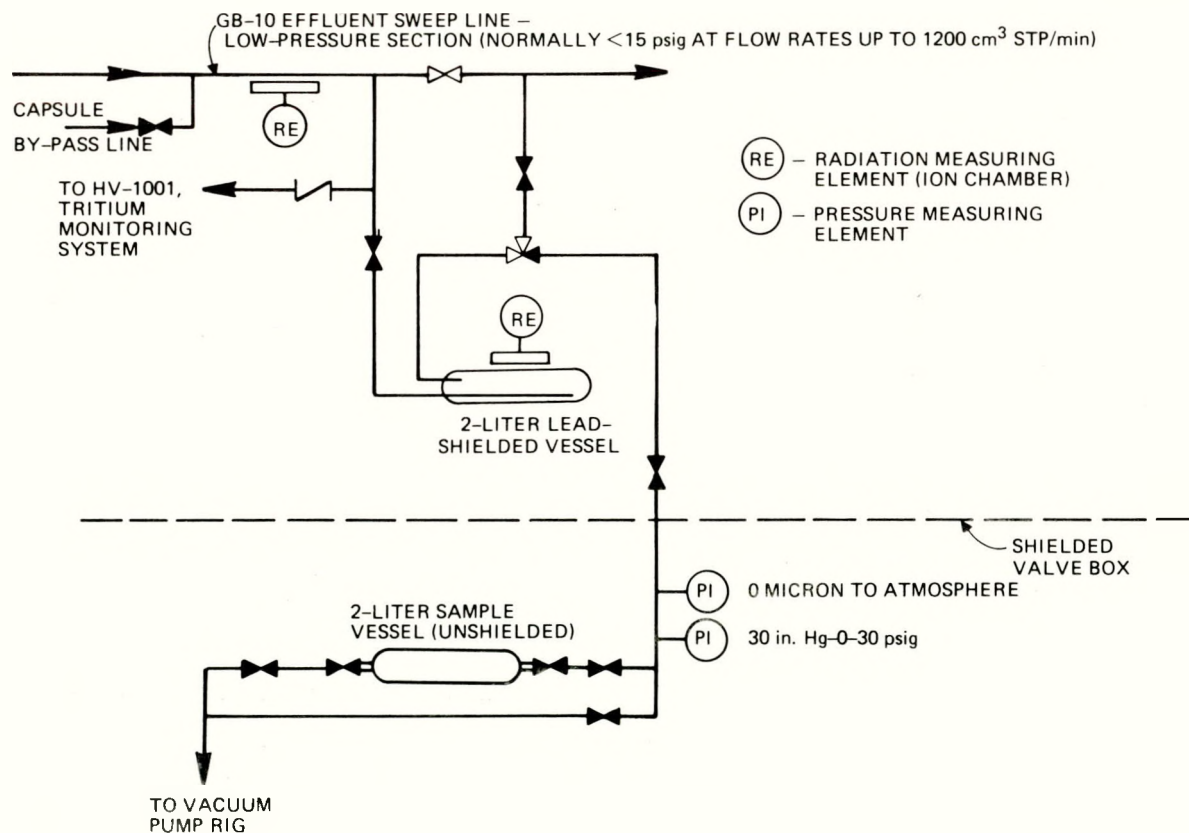 GB-10 EFFLUENT SWEEP LINE –
LOW-PRESSURE SECTION (NORMALLY <15 psig AT FLOW RATES UP TO 1200 cm³ STP/min)
CAPSULE
BY-PASS LINE
RE
RE – RADIATION MEASURING
ELEMENT (ION CHAMBER)
TO HV-1001,
TRITIUM
MONITORING
SYSTEM
PI – PRESSURE MEASURING
ELEMENT
RE
2-LITER LEAD-
SHIELDED VESSEL
SHIELDED
VALVE BOX
PI 0 MICRON TO ATMOSPHERE
2-LITER SAMPLE
VESSEL (UNSHIELDED)
PI 30 in. Hg-0-30 psig
TO VACUUM
PUMP RIG